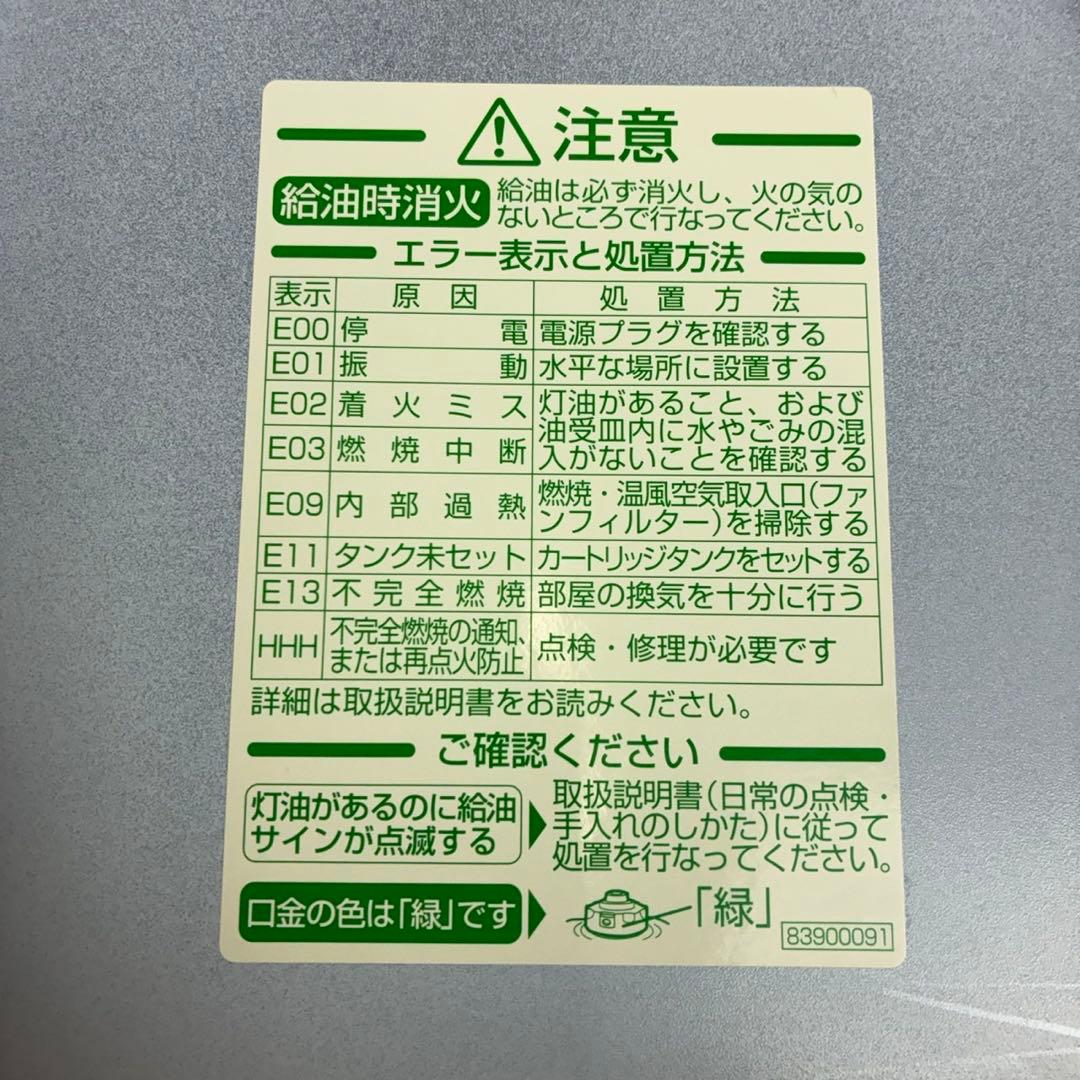 注意
給油時消火
給油は必ず消火し、火の気の
ないところで行なってください。
エラー表示と処置方法
表示 原因 処置方法
E00 停電 電源プラグを確認する
E01 振動 水平な場所に設置する
E02 着火ミス
E03 燃焼中断
灯油があること、および
油受皿内に水やごみの混
入がないことを確認する
E09 内部過熱
燃焼・温風空気取入口(ファ
ンフィルター)を掃除する
E11 タンク未セット カートリッジタンクをセットする
E13 不完全燃焼 部屋の換気を十分に行う
HHH
不完全燃焼の通知、
または再点火防止
点検・修理が必要です
詳細は取扱説明書をお読みください。
ご確認ください
灯油があるのに給油
サインが点滅する
取扱説明書(日常の点検・
手入れのしかた)に従って
処置を行なってください。
口金の色は「緑」です
「緑」
83900091